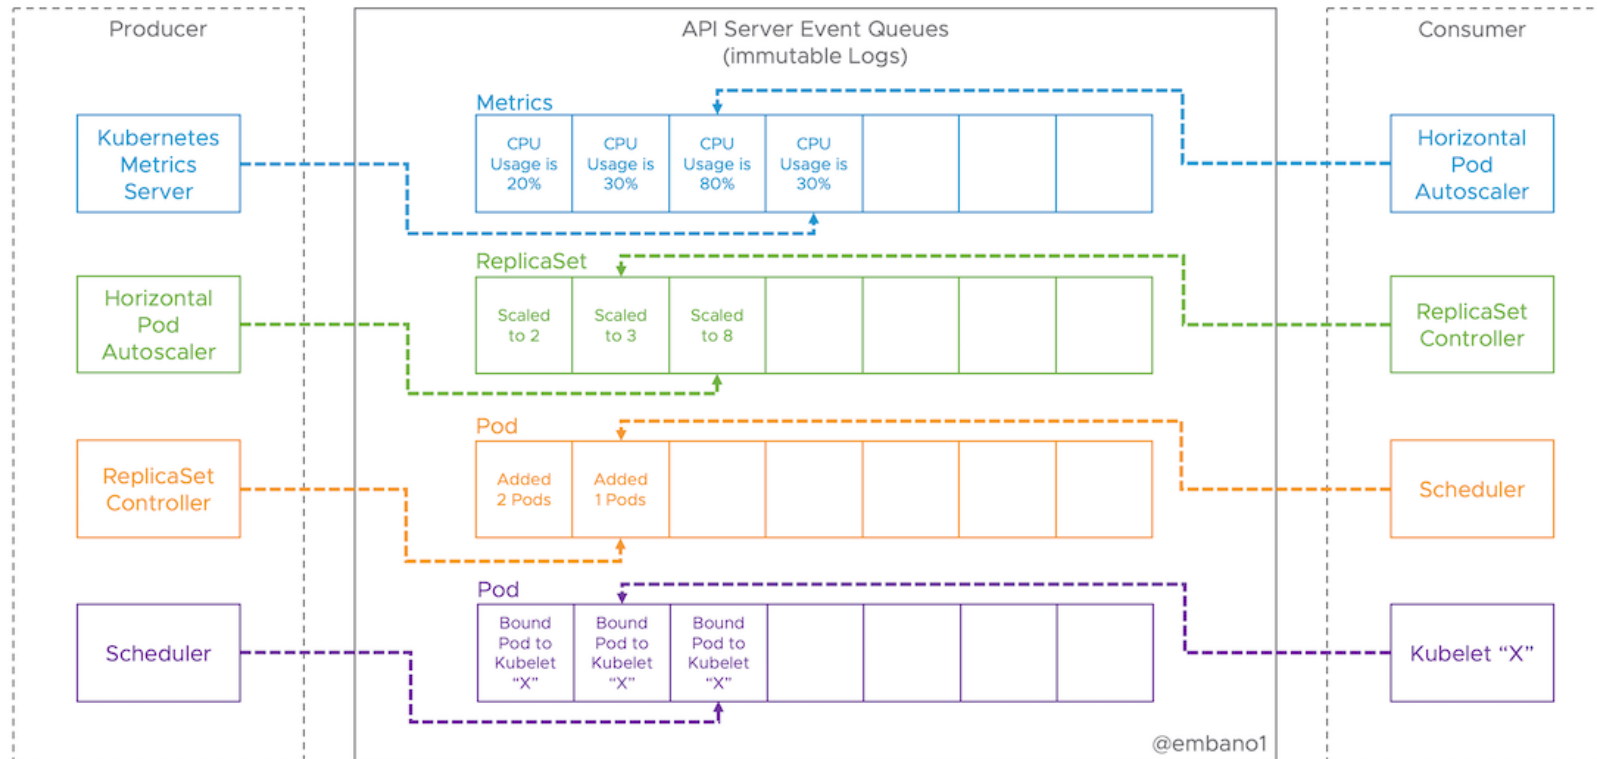 Producer
API Server Event Queues
(immutable Logs)
Consumer
Metrics
Kubernetes
Metrics
Server
CPU
Usage is
20%
CPU
Usage is
30%
CPU
Usage is
80%
CPU
Usage is
30%
Horizontal
Pod
Autoscaler
ReplicaSet
Horizontal
Pod
Autoscaler
Scaled
to 2
Scaled
to 3
Scaled
to 8
ReplicaSet
Controller
Pod
ReplicaSet
Controller
Added
2 Pods
Added
1 Pods
Scheduler
Pod
Scheduler
Bound
Pod to
Kubelet
“X”
Bound
Pod to
Kubelet
“X”
Bound
Pod to
Kubelet
“X”
Kubelet “X”
@embano1